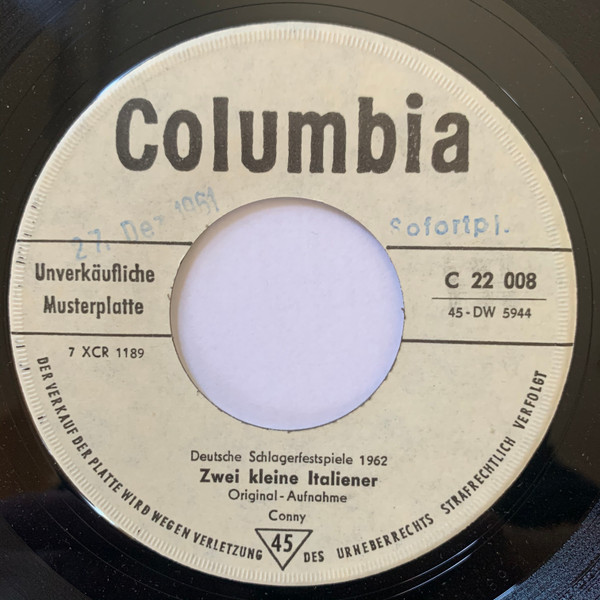 Columbia
27. Dez 1961
Sofortpl.
Unverkäufliche
Musterplatte
C 22 008
45-DW 5944
7 XCR 1189
Deutsche Schlagerfestspiele 1962
Zwei kleine Italiener
Original-Aufnahme
Conny
45
DER VERKAUF DER PLATTE WIRD WEGEN VERLETZUNG DES URHEBERRECHTS STRAFRECHTLICH VERFOLGT